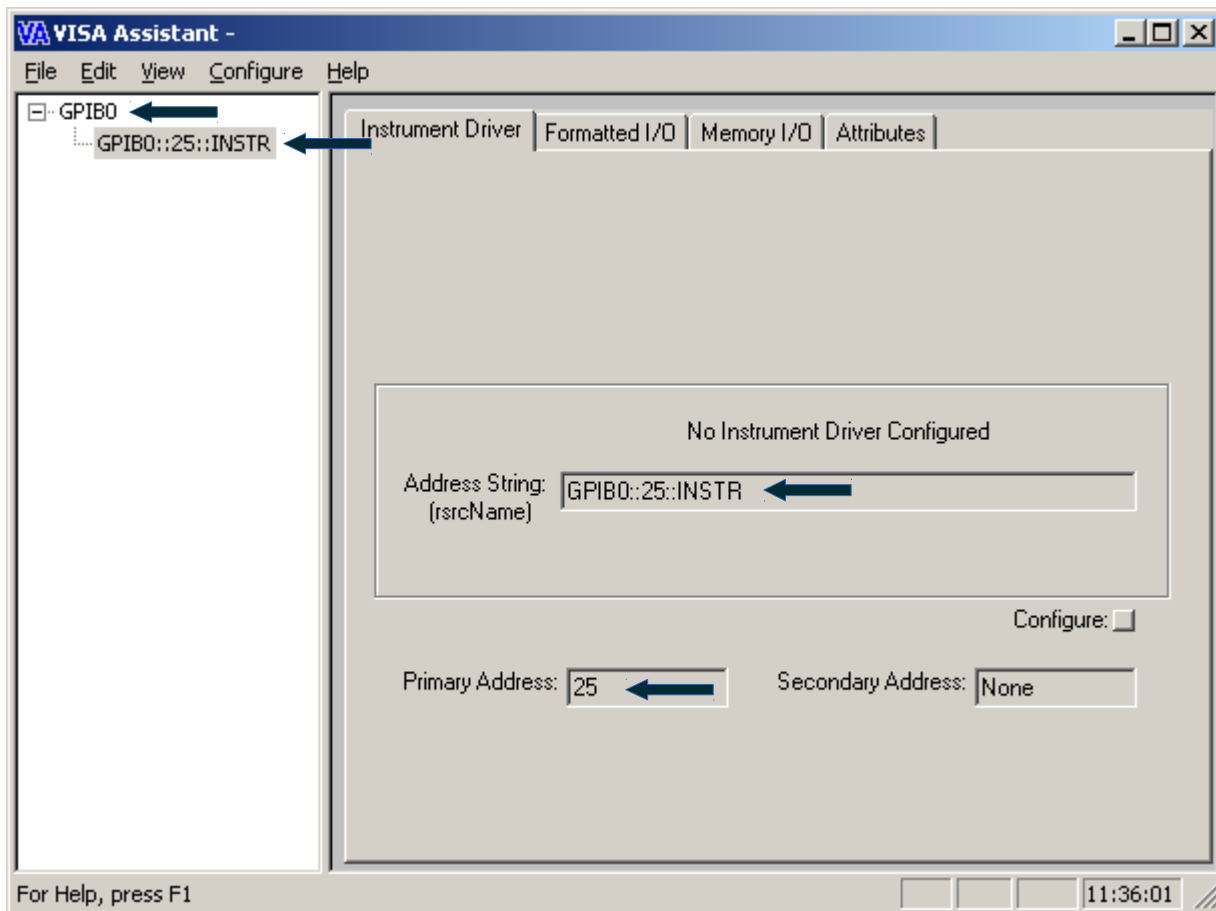 VA VISA Assistant -
File Edit View Configure Help
GPIB0
GPIB0::25::INSTR
Instrument Driver Formatted I/O Memory I/O Attributes
No Instrument Driver Configured
Address String: GPIB0::25::INSTR
(rsrcName)
Configure:
Primary Address: 25 Secondary Address: None
For Help, press F1 11:36:01